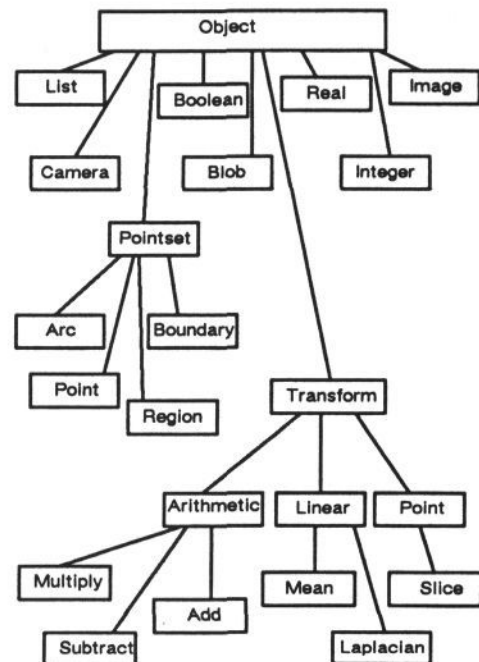 Object
List
Boolean
Real
Image
Camera
Blob
Integer
Pointset
Arc
Boundary
Point
Region
Transform
Arithmetic
Linear
Point
Multiply
Mean
Slice
Add
Subtract
Laplacian